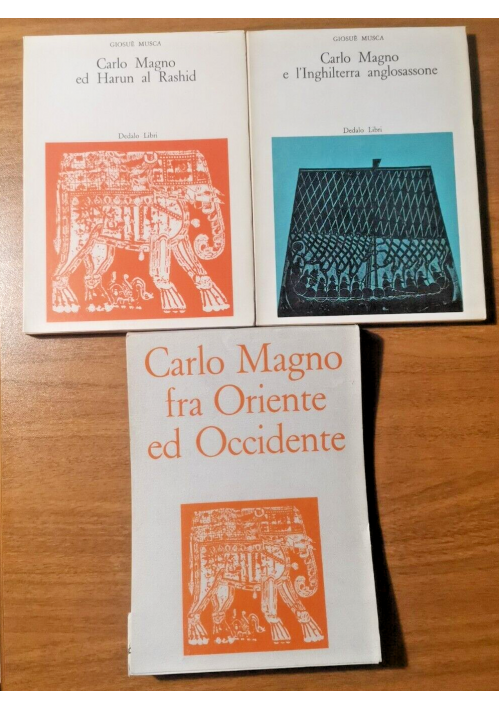 GIOSUÈ MUSCA
Carlo Magno
ed Harun al Rashid
Dedalo Libri
GIOSUÈ MUSCA
Carlo Magno
e l'Inghilterra anglosassone
Dedalo Libri
Carlo Magno
fra Oriente
ed Occidente